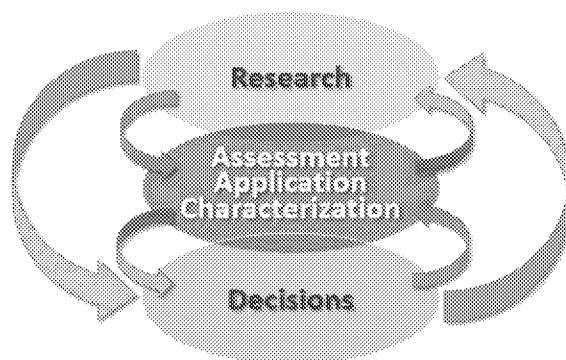 Research
Assessment
Application
Characterization
Decisions